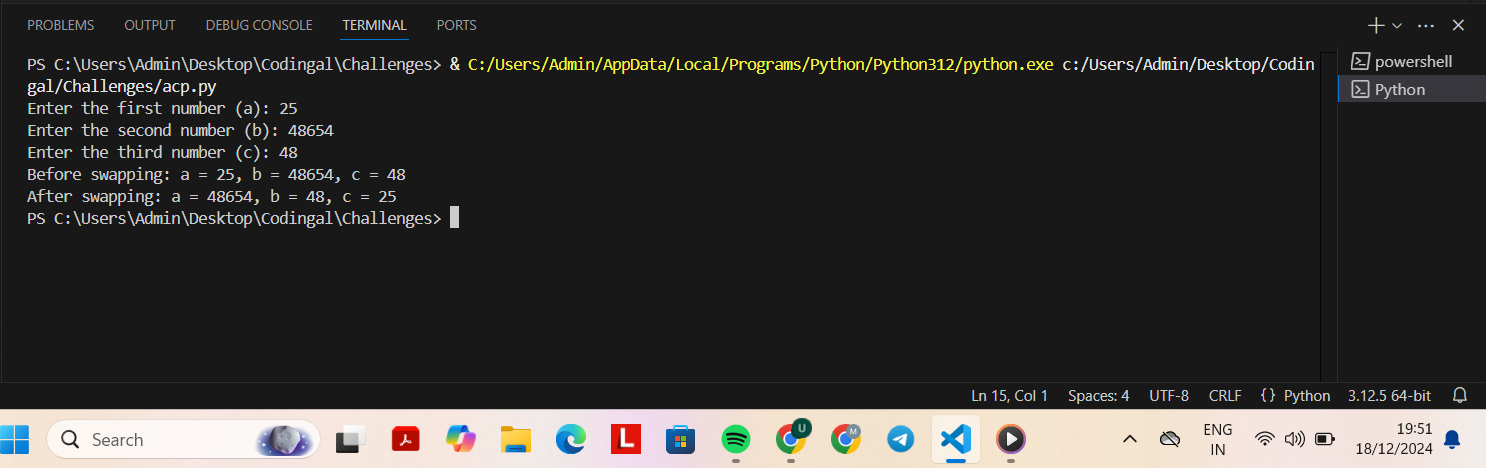 PROBLEMS OUTPUT DEBUG CONSOLE TERMINAL PORTS
PS C:\Users\Admin\Desktop\Codingal\Challenges> & C:/Users/Admin/AppData/Local/Programs/Python/Python312/python.exe c:/Users/Admin/Desktop/Codin
gal/Challenges/acp.py
Enter the first number (a): 25
Enter the second number (b): 48654
Enter the third number (c): 48
Before swapping: a = 25, b = 48654, c = 48
After swapping: a = 48654, b = 48, c = 25
PS C:\Users\Admin\Desktop\Codingal\Challenges>
powershell
Python
Ln 15, Col 1 Spaces: 4 UTF-8 CRLF {} Python 3.12.5 64-bit
Search
L
U
M
ENG
IN
19:51
18/12/2024